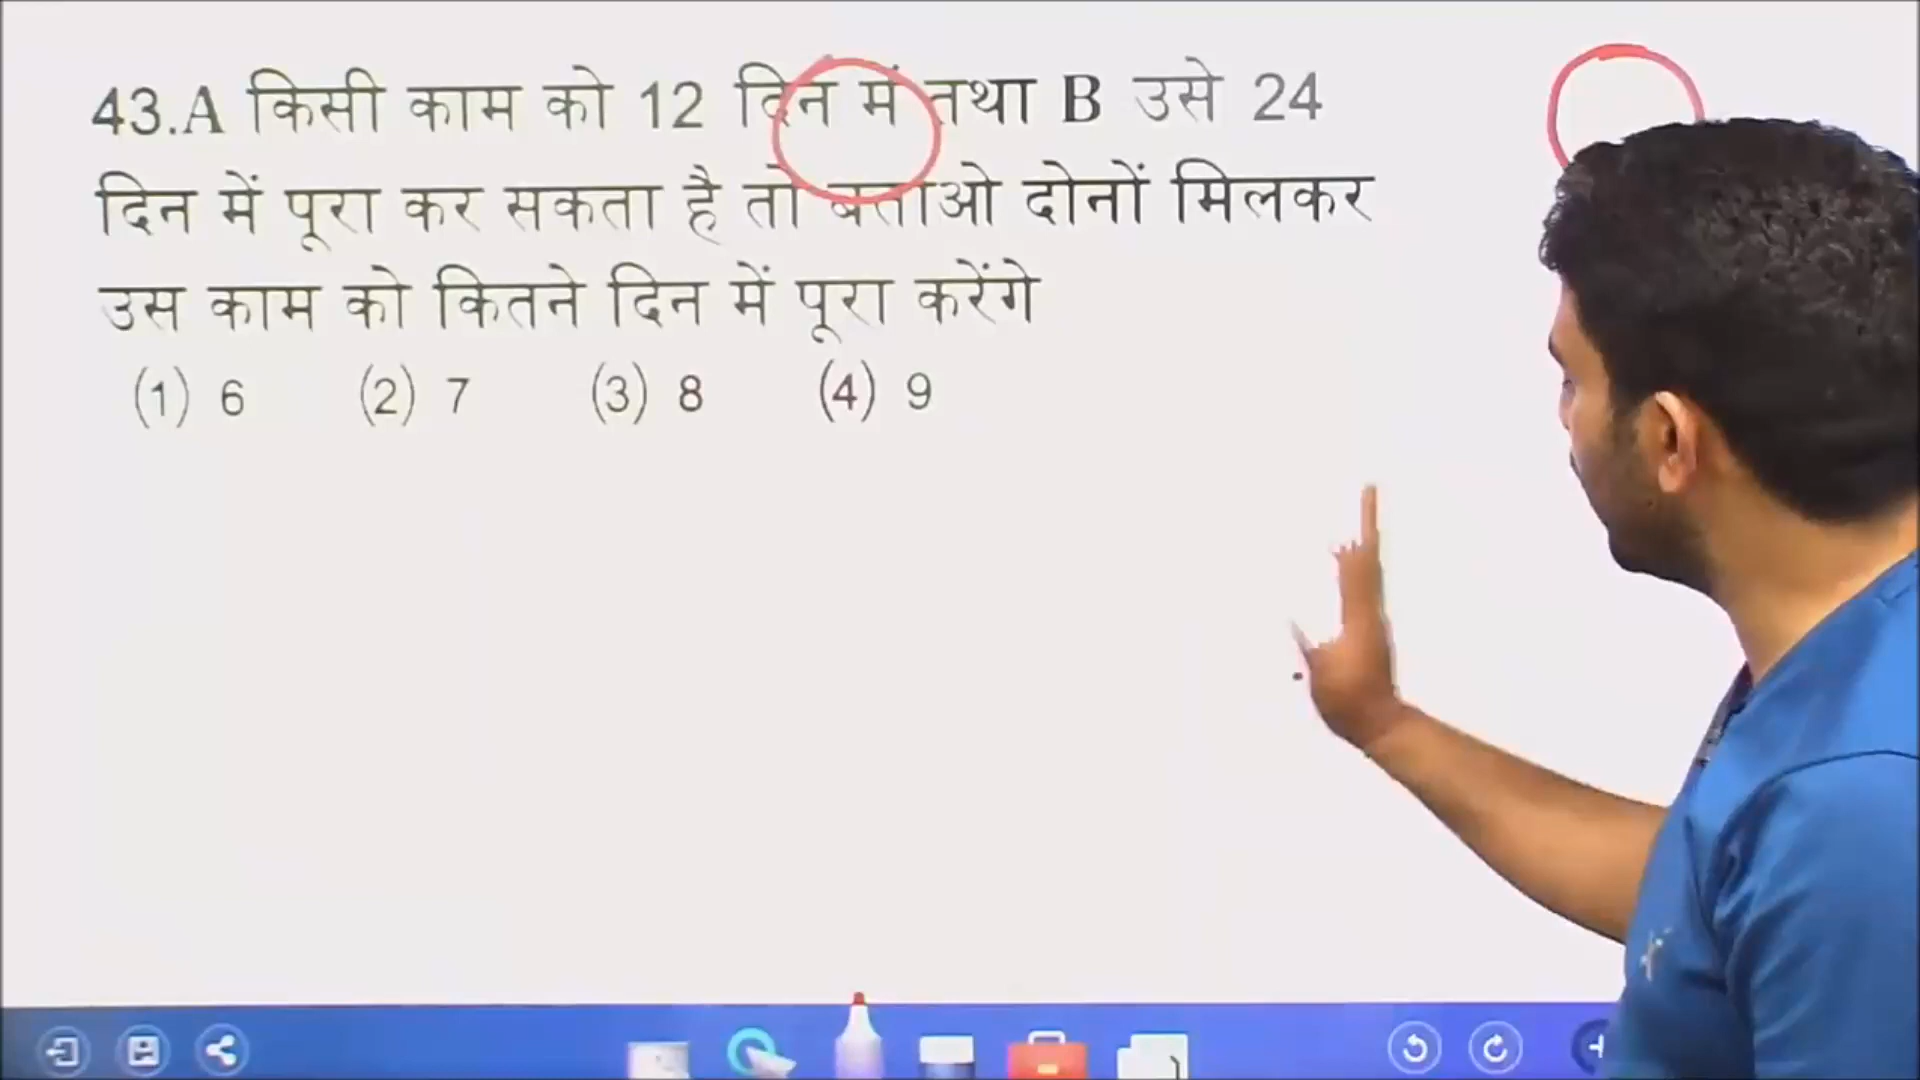 43.A किसी काम को 12 दिन में तथा B उसे 24
दिन में पूरा कर सकता है तो बताओ दोनों मिलकर
उस काम को कितने दिन में पूरा करेंगे
(1) 6 (2) 7 (3) 8 (4) 9